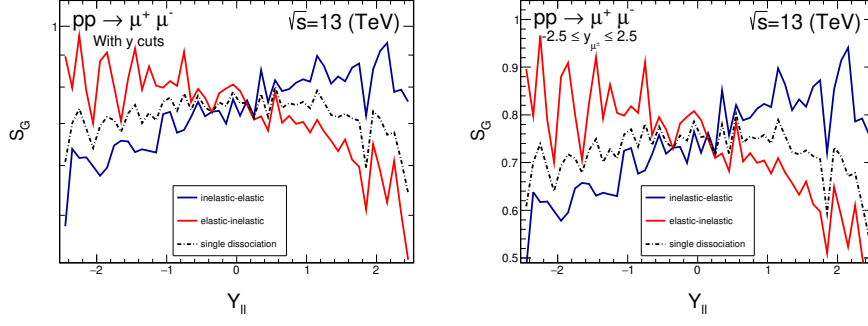 pp → μ⁺ μ⁻
√s=13 (TeV)
With y cuts
1
S_G
inelastic-elastic
elastic-inelastic
single dissociation
−2 −1 0 1 2
Y_ll
pp → μ⁺ μ⁻
√s=13 (TeV)
-2.5 ≤ y_μ± ≤ 2.5
1
0.9
0.8
0.7
0.6
0.5
S_G
inelastic-elastic
elastic-inelastic
single dissociation
−2 −1 0 1 2
Y_ll